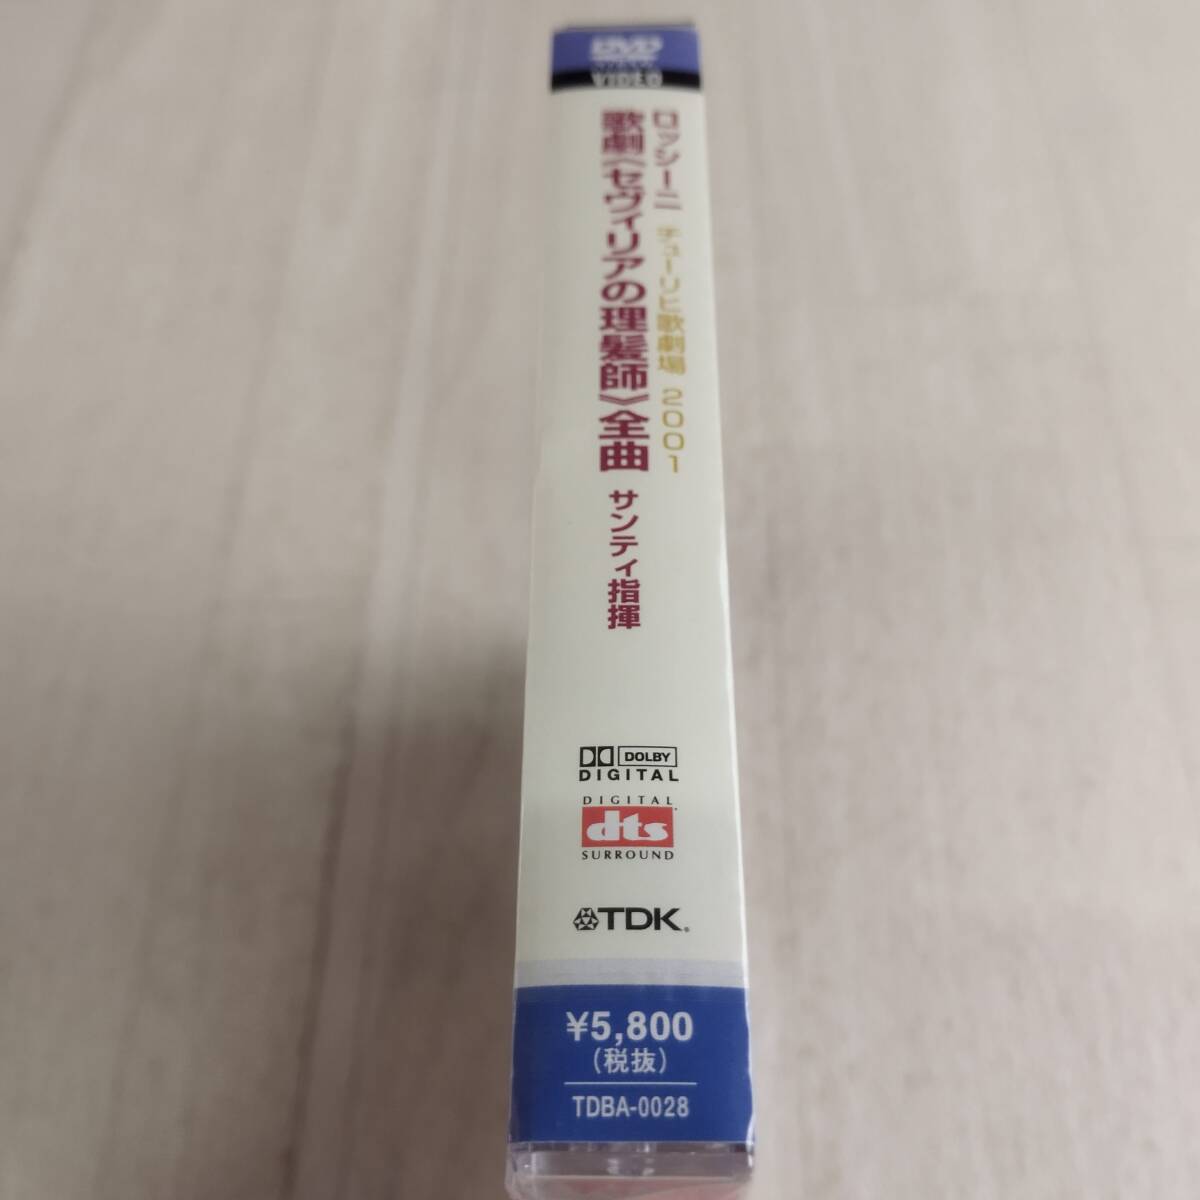 DVD
VIDEO
ロッシーニ チューリヒ歌劇場 2001
歌劇《セヴィリアの理髪師》全曲 サンティ指揮
DOLBY
DIGITAL
DIGITAL
dts
SURROUND
TDK
¥5,800
(税抜)
TDBA-0028